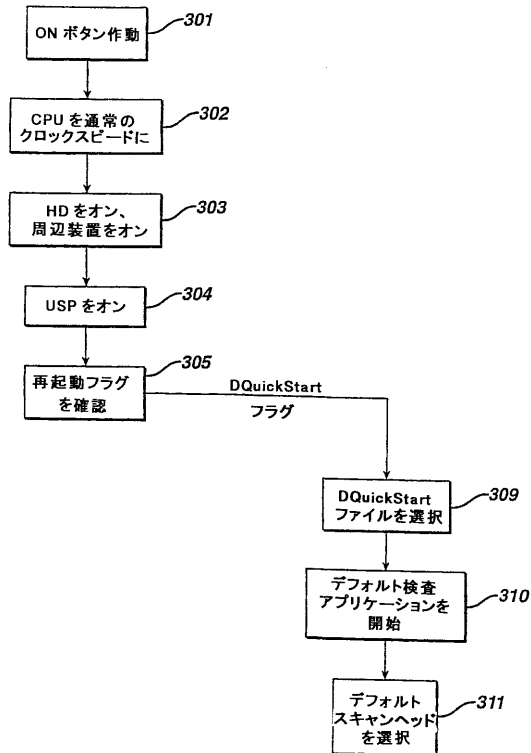 ON ボタン作動
301
CPU を通常の
クロックスピードに
302
HD をオン、
周辺装置をオン
303
USP をオン
304
再起動フラグ
を確認
305
DQuickStart
フラグ
DQuickStart
ファイルを選択
309
デフォルト検査
アプリケーションを
開始
310
デフォルト
スキャンヘッド
を選択
311